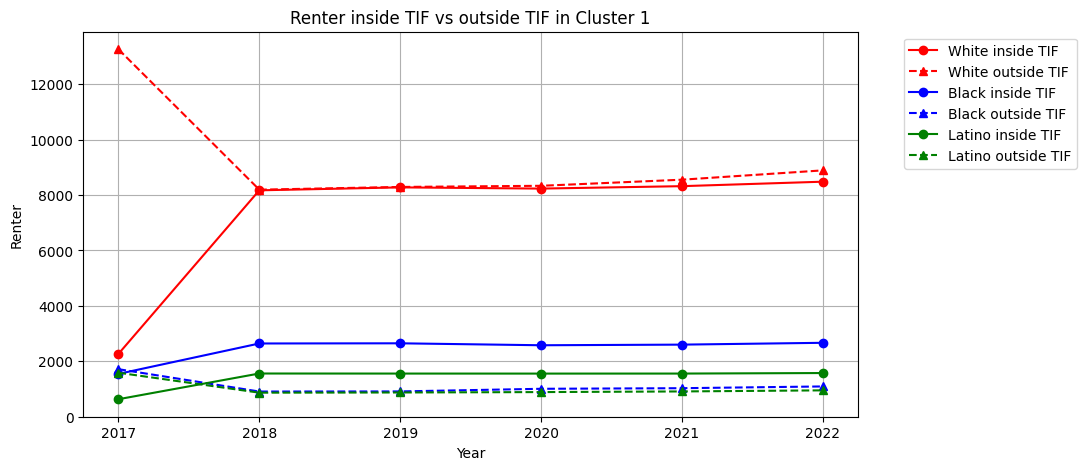 Renter inside TIF vs outside TIF in Cluster 1
White inside TIF
White outside TIF
Black inside TIF
Black outside TIF
Latino inside TIF
Latino outside TIF
Renter
12000
10000
8000
6000
4000
2000
0
2017 2018 2019 2020 2021 2022
Year